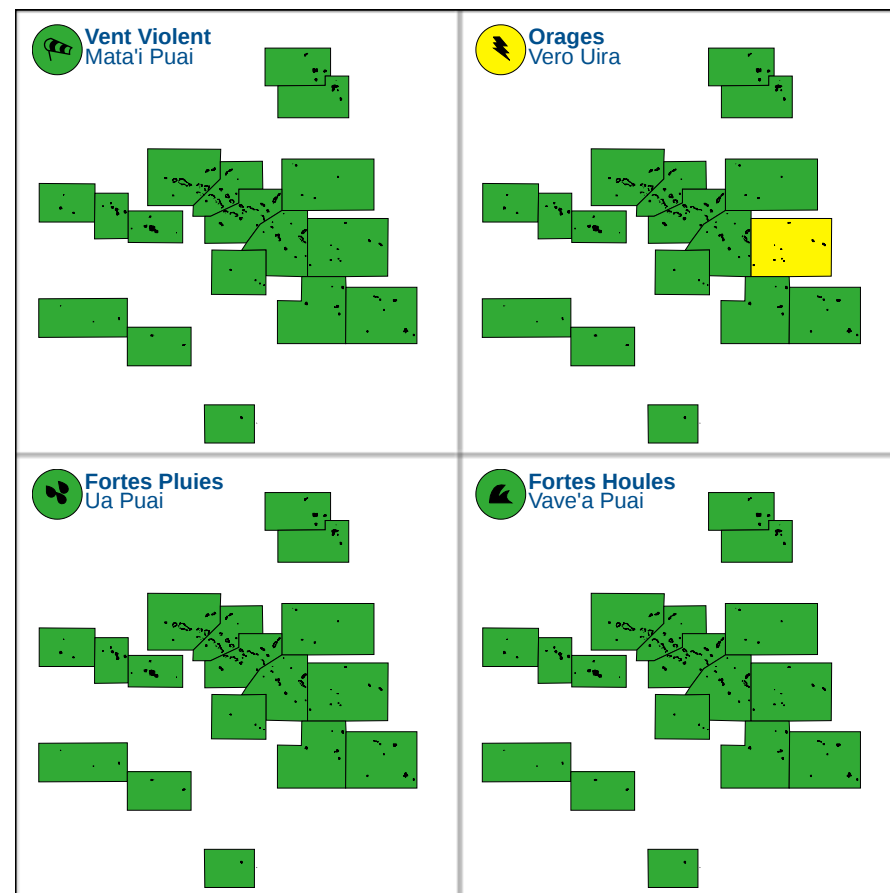 Vent Violent
Mata'i Puai
Orages
Vero Uira
Fortes Pluies
Ua Puai
Fortes Houles
Vave'a Puai